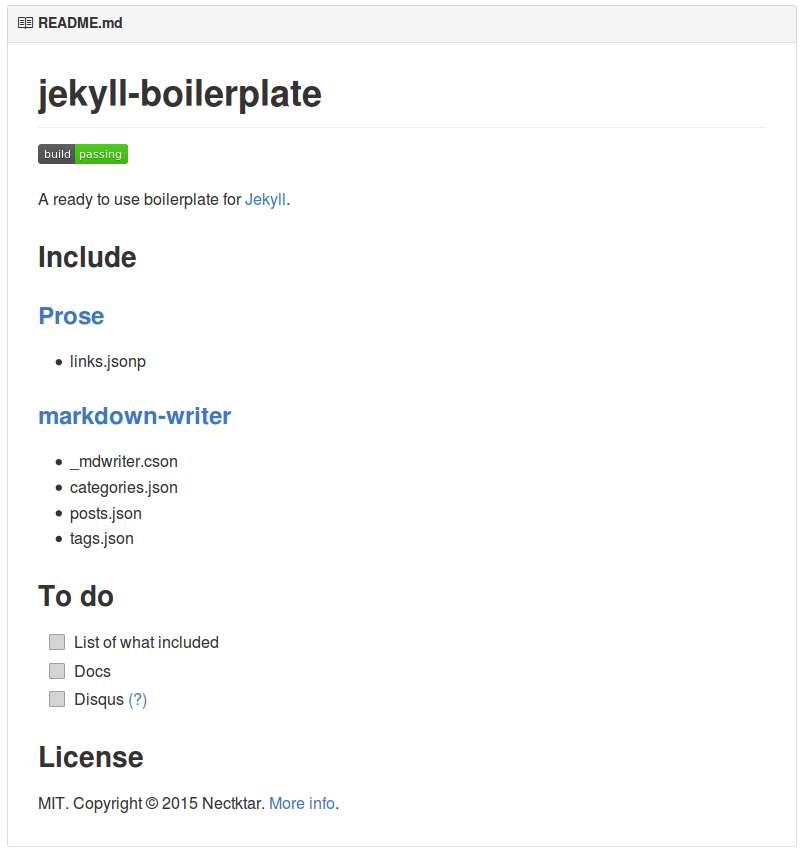 README.md
jekyll-boilerplate
build passing
A ready to use boilerplate for Jekyll.
Include
Prose
links.jsonp
markdown-writer
_mdwriter.cson
categories.json
posts.json
tags.json
To do
List of what included
Docs
Disqus (?)
License
MIT. Copyright © 2015 Nectktar. More info.